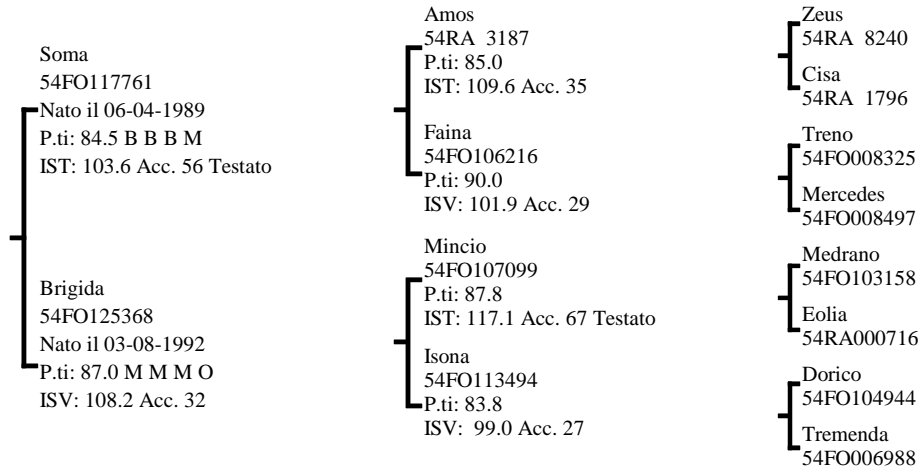 Soma
54FO117761
Nato il 06-04-1989
P.ti: 84.5 B B B M
IST: 103.6 Acc. 56 Testato
Brigida
54FO125368
Nato il 03-08-1992
P.ti: 87.0 M M M O
ISV: 108.2 Acc. 32
Amos
54RA 3187
P.ti: 85.0
IST: 109.6 Acc. 35
Faina
54FO106216
P.ti: 90.0
ISV: 101.9 Acc. 29
Mincio
54FO107099
P.ti: 87.8
IST: 117.1 Acc. 67 Testato
Isona
54FO113494
P.ti: 83.8
ISV: 99.0 Acc. 27
Zeus
54RA 8240
Cisa
54RA 1796
Treno
54FO008325
Mercedes
54FO008497
Medrano
54FO103158
Eolia
54RA000716
Dorico
54FO104944
Tremenda
54FO006988